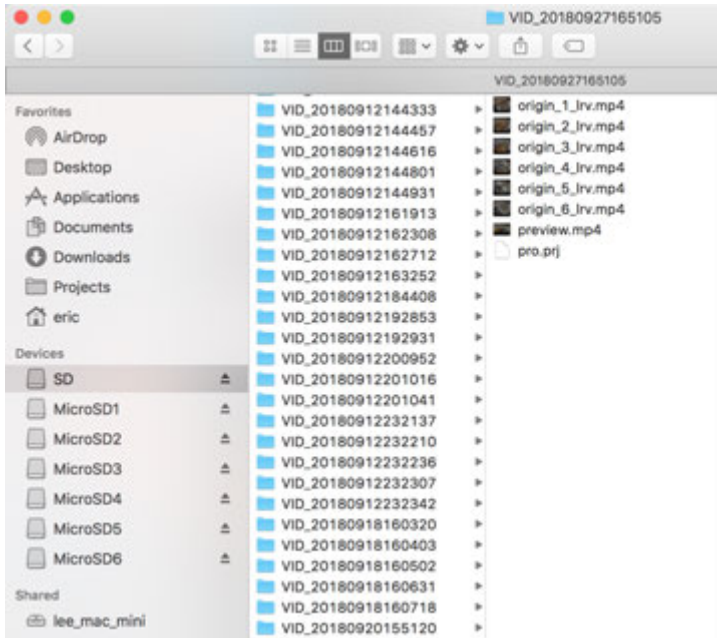 VID_20180927165105
VID_20180927165105
Favorites
AirDrop
Desktop
Applications
Documents
Downloads
Projects
eric
Devices
SD
MicroSD1
MicroSD2
MicroSD3
MicroSD4
MicroSD5
MicroSD6
Shared
lee_mac_mini
VID_20180912144333
VID_20180912144457
VID_20180912144616
VID_20180912144801
VID_20180912144931
VID_20180912161913
VID_20180912162308
VID_20180912162712
VID_20180912163252
VID_20180912184408
VID_20180912192853
VID_20180912192931
VID_20180912200952
VID_20180912201016
VID_20180912201041
VID_20180912232137
VID_20180912232210
VID_20180912232236
VID_20180912232307
VID_20180912232342
VID_20180918160320
VID_20180918160403
VID_20180918160502
VID_20180918160631
VID_20180918160718
VID_20180920155120
origin_1_lrv.mp4
origin_2_lrv.mp4
origin_3_lrv.mp4
origin_4_lrv.mp4
origin_5_lrv.mp4
origin_6_lrv.mp4
preview.mp4
pro.prj